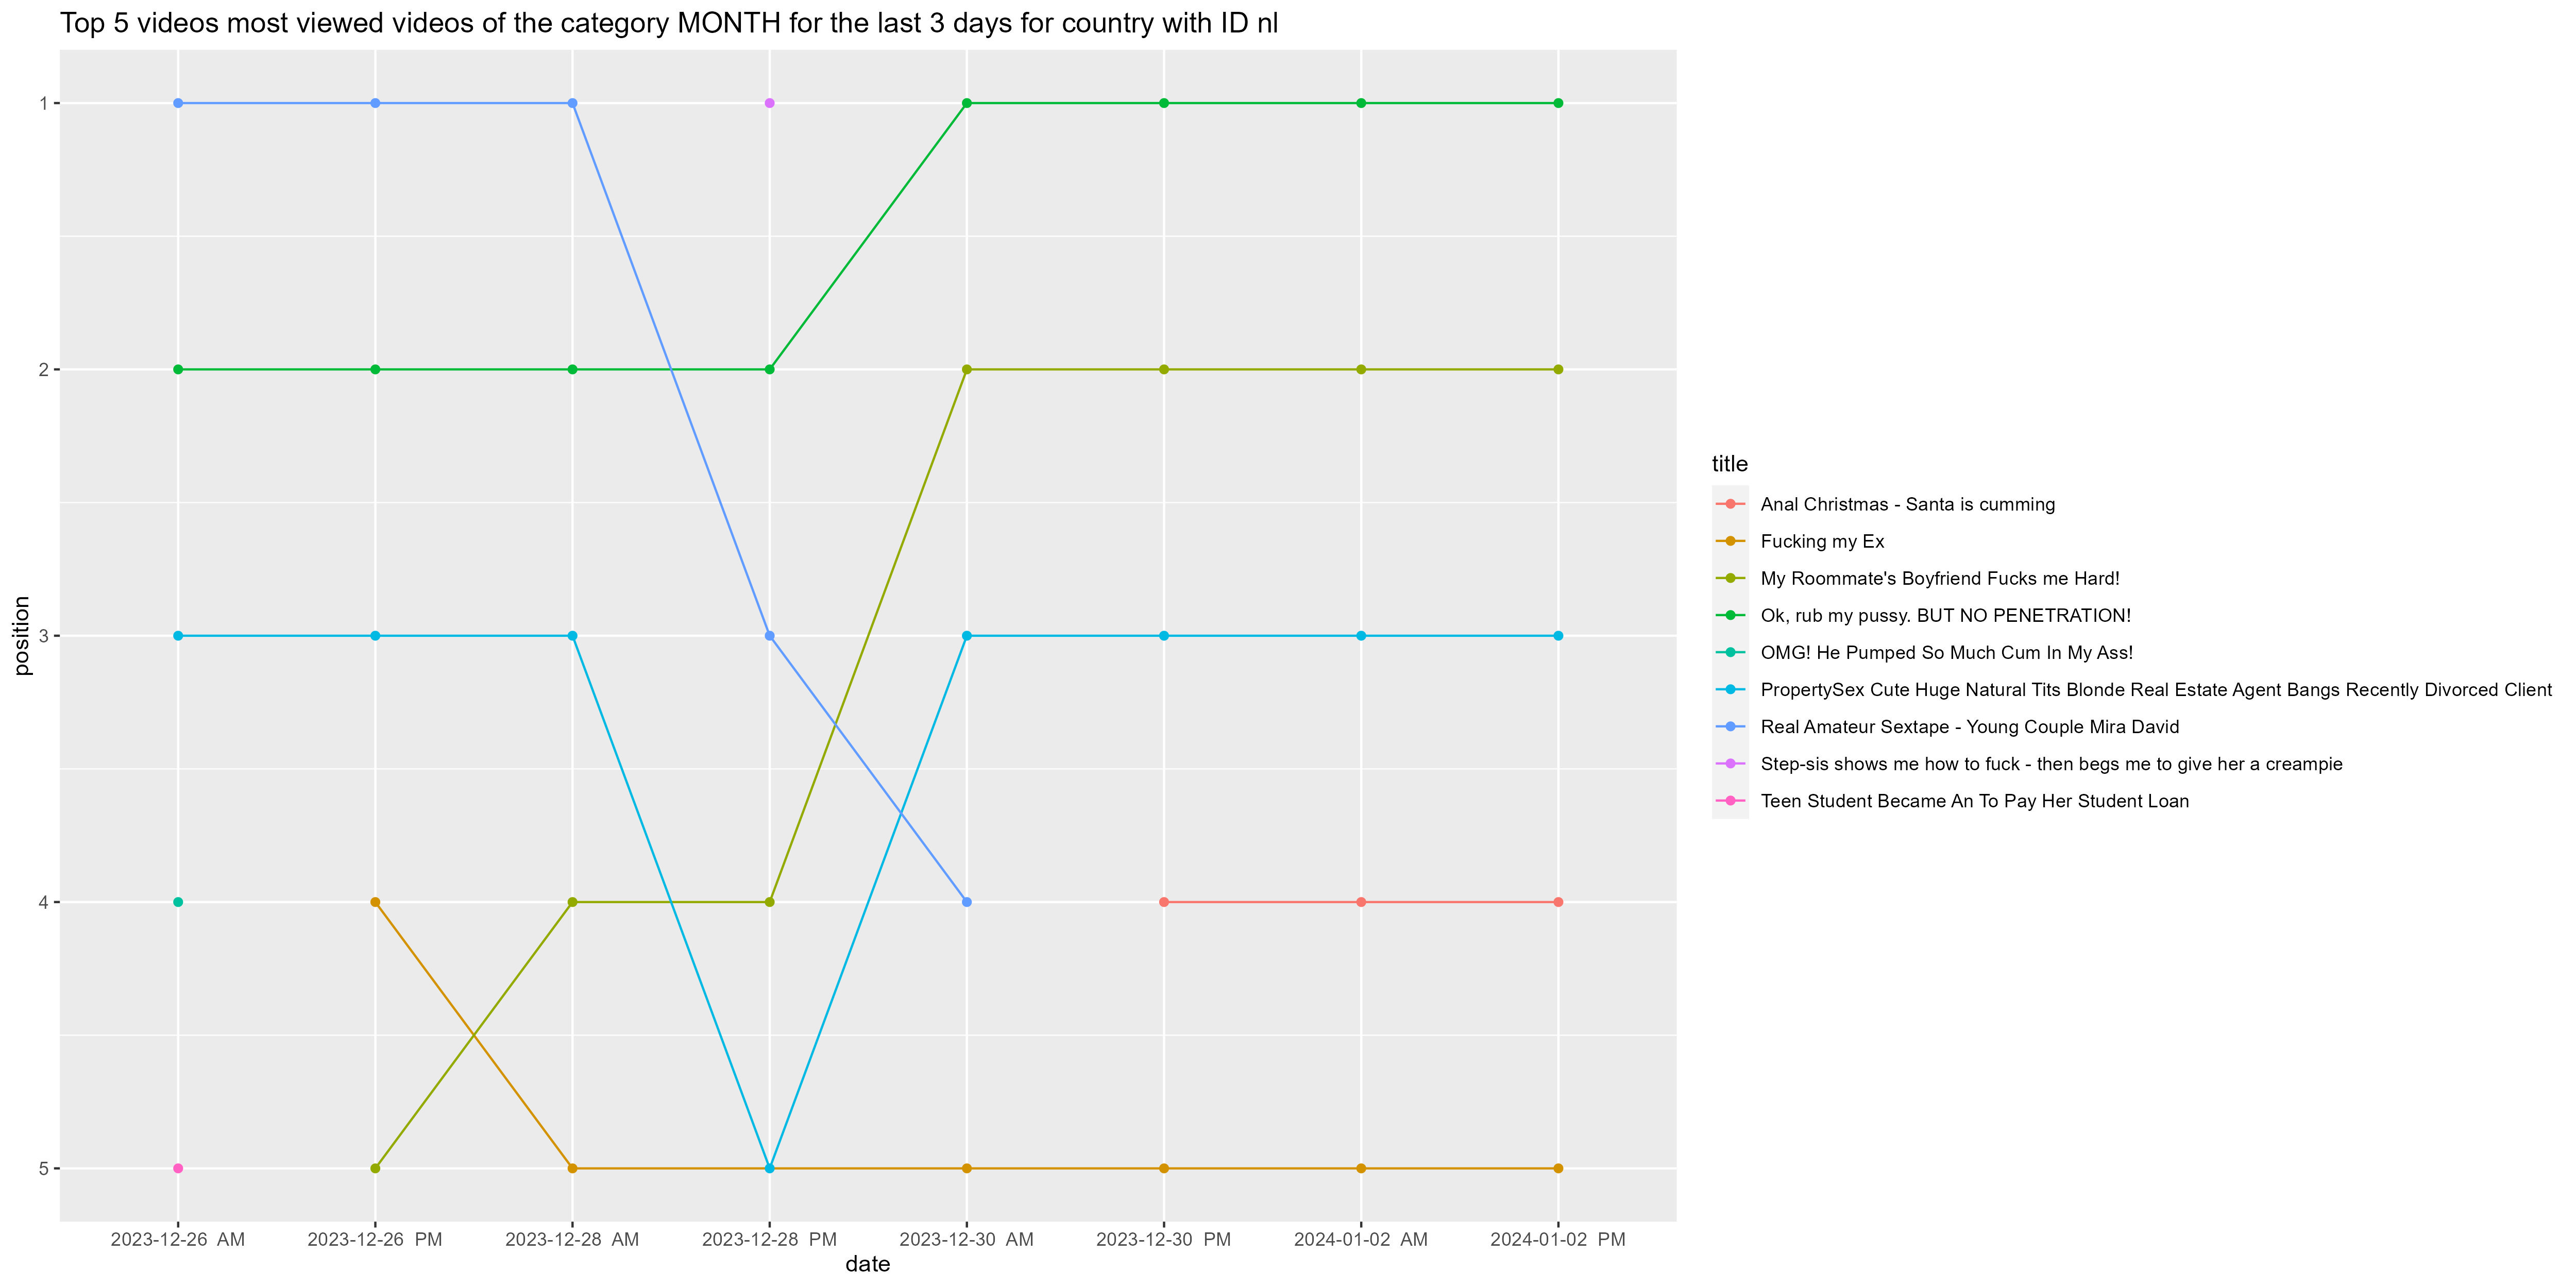 Top 5 videos most viewed videos of the category MONTH for the last 3 days for country with ID nl
position
1
2
3
4
5
2023-12-26 AM
2023-12-26 PM
2023-12-28 AM
2023-12-28 PM
2023-12-30 AM
2023-12-30 PM
2024-01-02 AM
2024-01-02 PM
date
title
Anal Christmas - Santa is cumming
Fucking my Ex
My Roommate's Boyfriend Fucks me Hard!
Ok, rub my pussy. BUT NO PENETRATION!
OMG! He Pumped So Much Cum In My Ass!
PropertySex Cute Huge Natural Tits Blonde Real Estate Agent Bangs Recently Divorced Client
Real Amateur Sextape - Young Couple Mira David
Step-sis shows me how to fuck - then begs me to give her a creampie
Teen Student Became An To Pay Her Student Loan